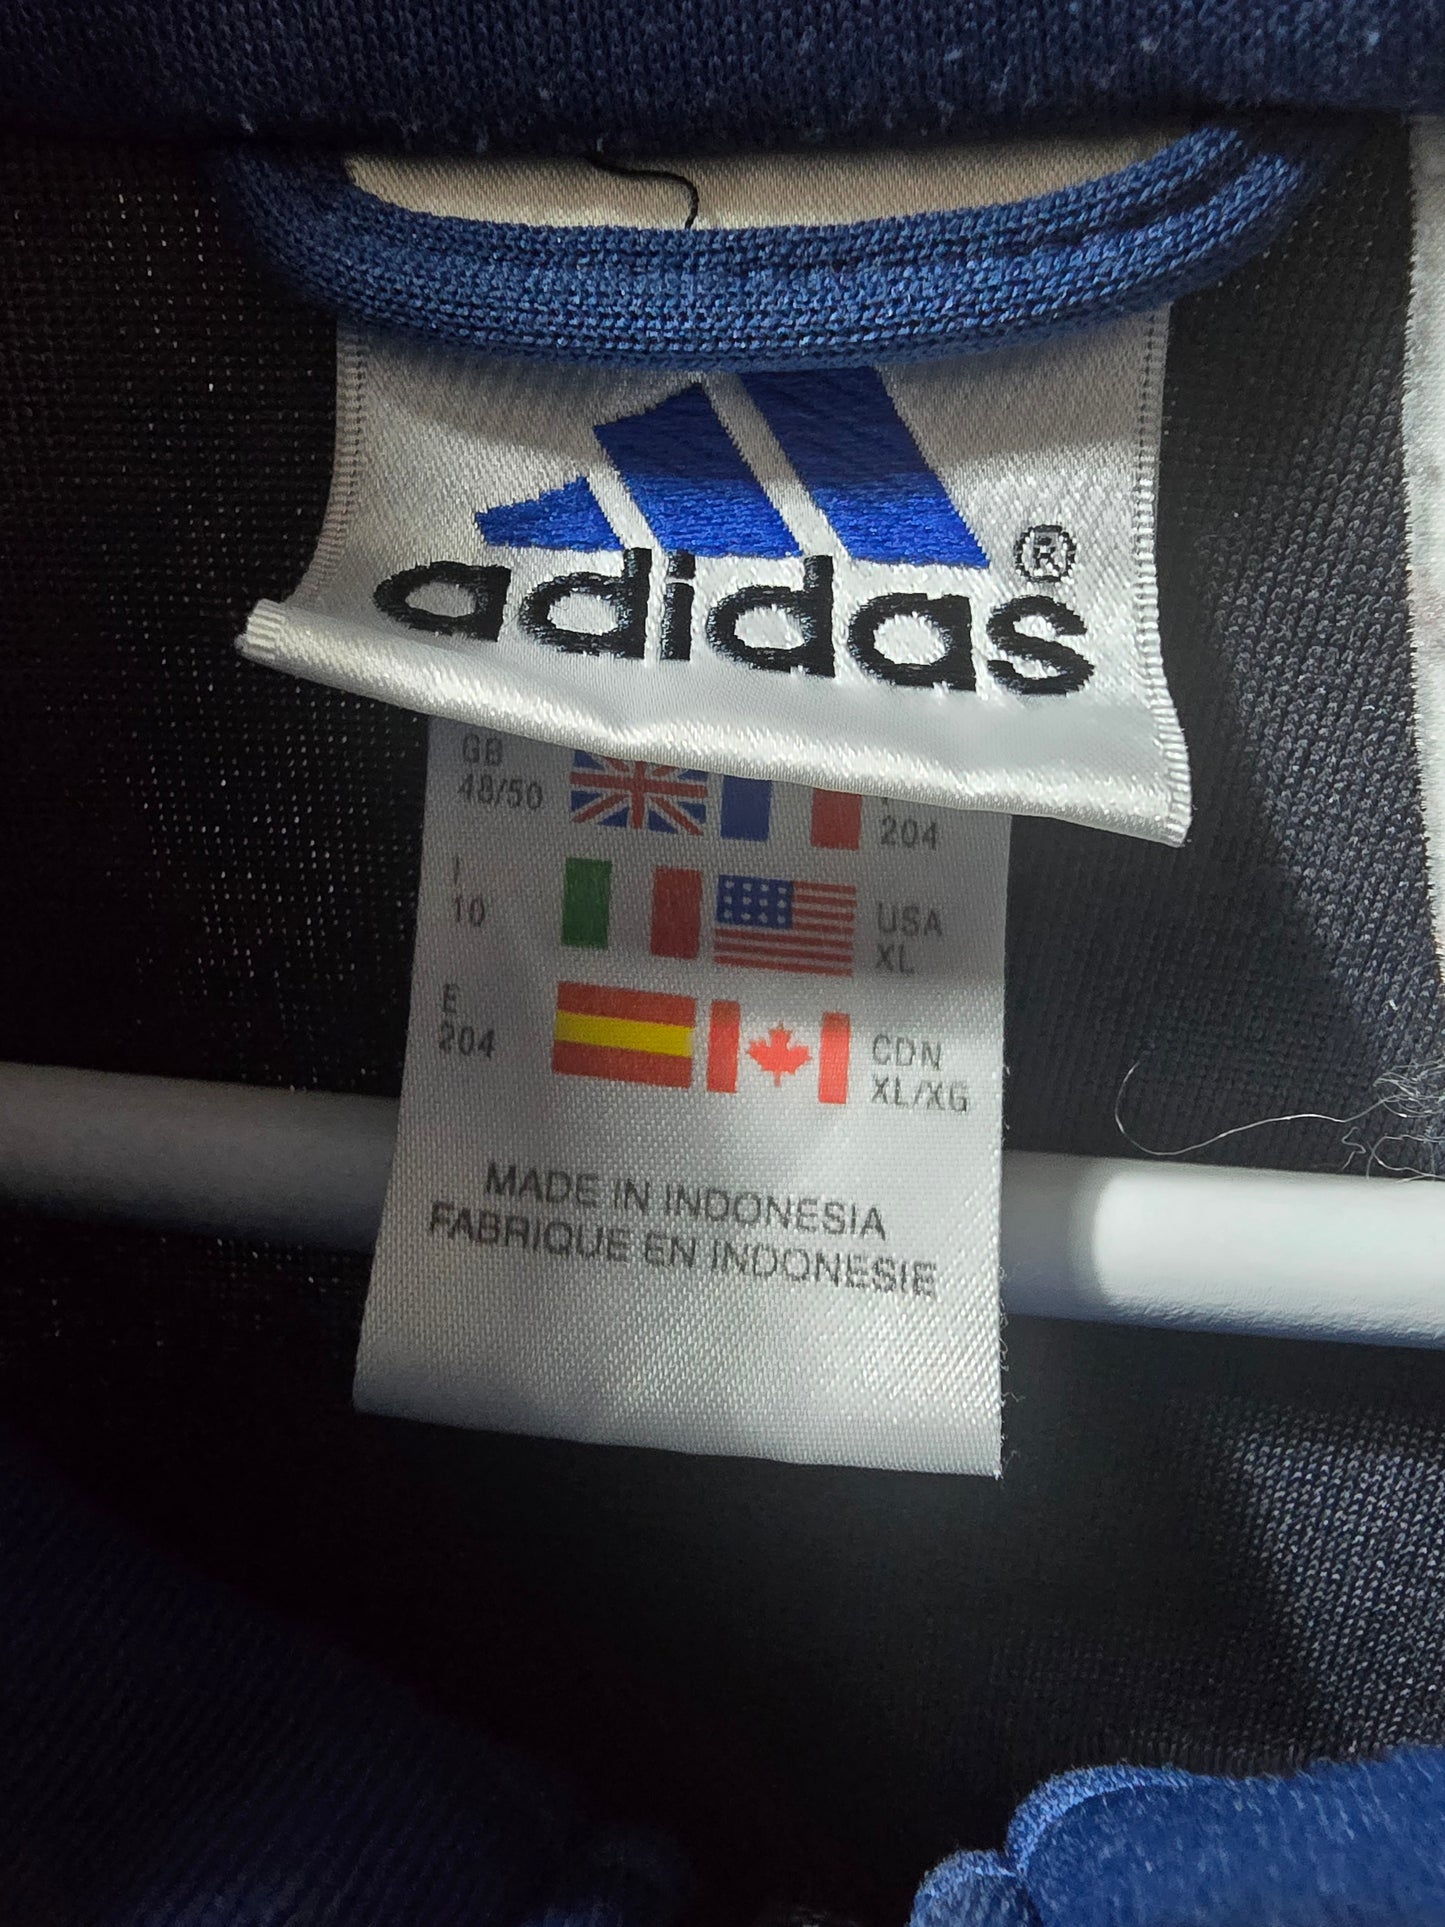 adidas®
GB
48/50
204
I
10
USA
XL
E
204
CDN
XL/XG
MADE IN INDONESIA
FABRIQUE EN INDONESIE